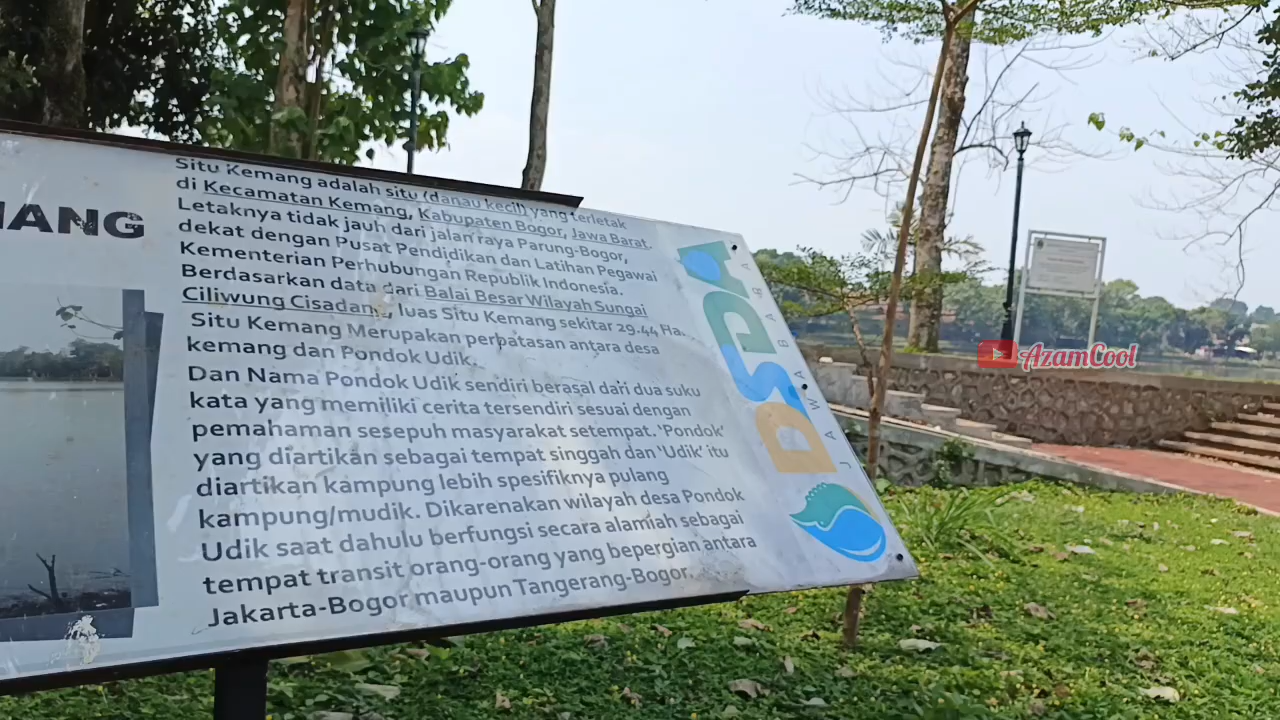 MANG
Situ Kemang adalah situ (danau kecil) yang terletak
di Kecamatan Kemang, Kabupaten Bogor, Jawa Barat.
Letaknya tidak jauh dari jalan raya Parung-Bogor,
dekat dengan Pusat Pendidikan dan Latihan Pegawai
Kementerian Perhubungan Republik Indonesia.
Berdasarkan data dari Balai Besar Wilayah Sungai
Ciliwung Cisadane, luas Situ Kemang sekitar 29.44 Ha.
Situ Kemang Merupakan perbatasan antara desa
kemang dan Pondok Udik.
Dan Nama Pondok Udik sendiri berasal dari dua suku
kata yang memiliki cerita tersendiri sesuai dengan
pemahaman sesepuh masyarakat setempat. 'Pondok'
yang diartikan sebagai tempat singgah dan 'Udik' itu
diartikan kampung lebih spesifiknya pulang
kampung/mudik. Dikarenakan wilayah desa Pondok
Udik saat dahulu berfungsi secara alamiah sebagai
tempat transit orang-orang yang bepergian antara
Jakarta-Bogor maupun Tangerang-Bogor.
DSDA
JAWA BARA
AzamCool